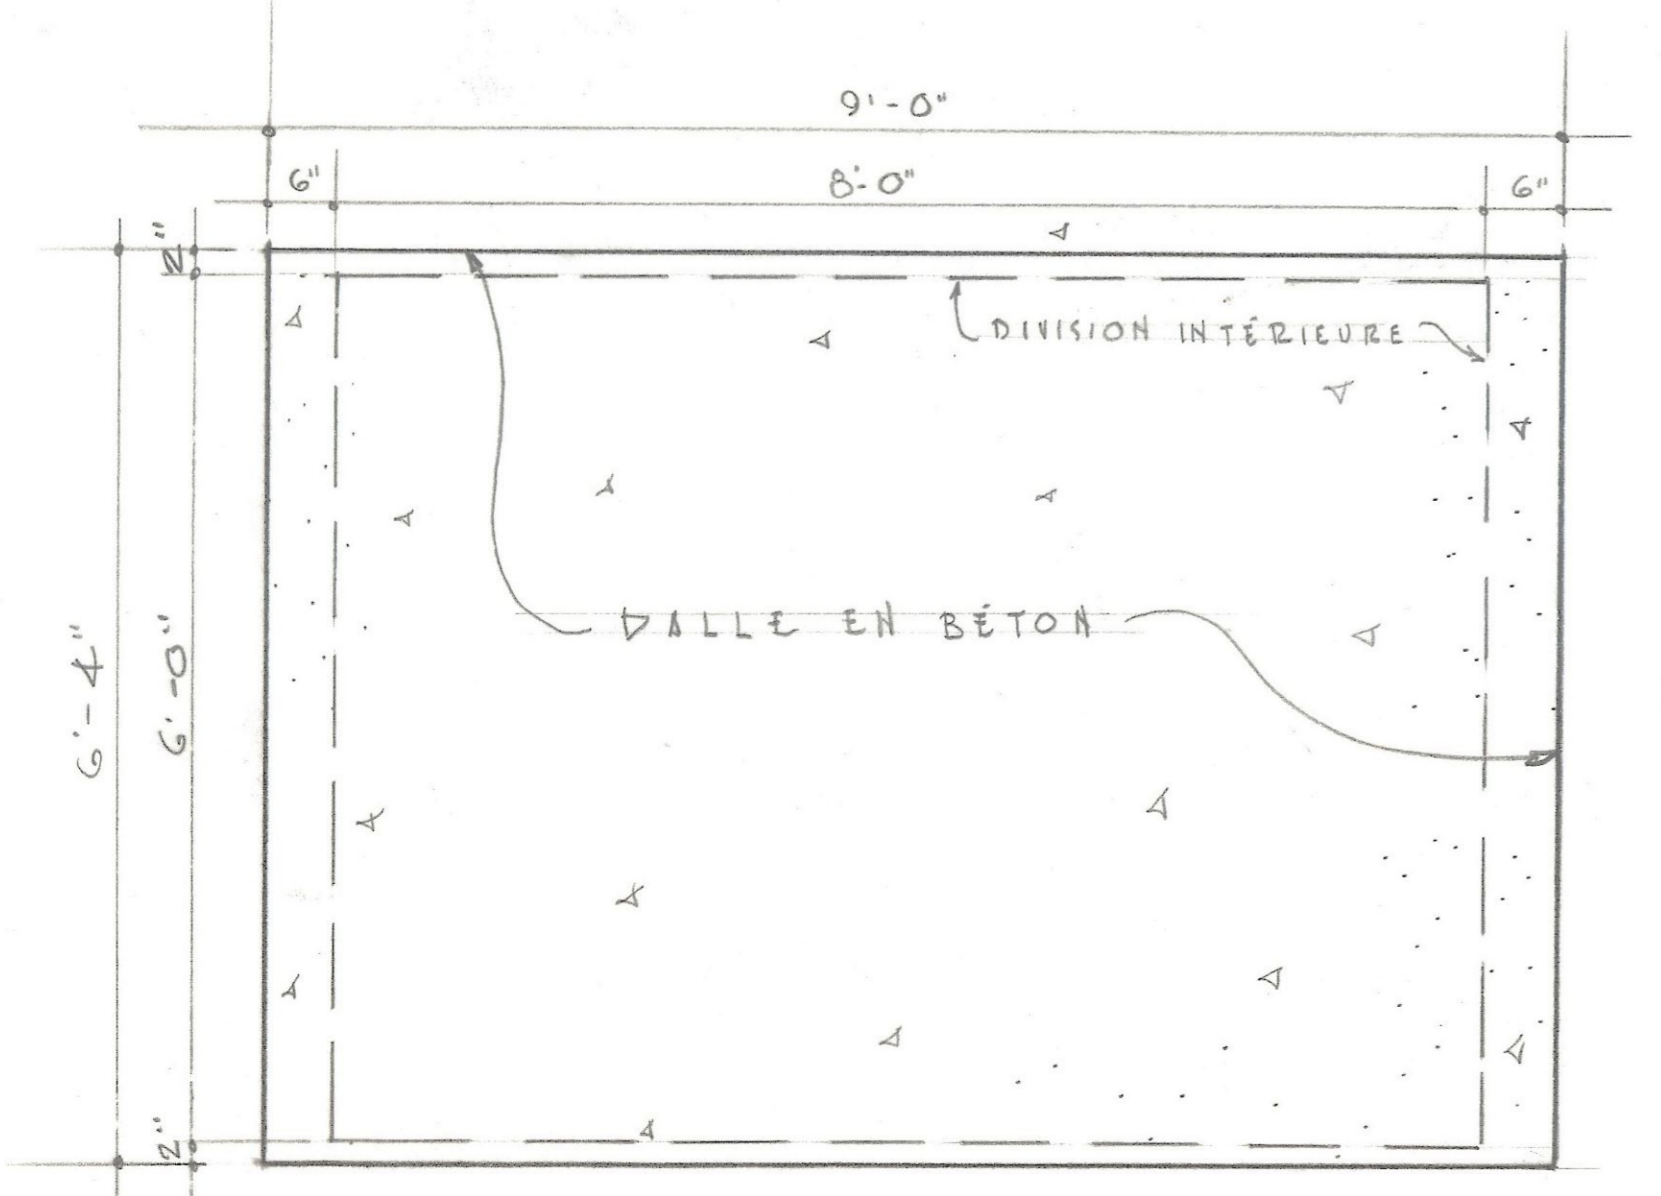 9'-0"
6" 8'-0" 6"
2"
DIVISION INTÉRIEURE
DALLE EN BÉTON
6'-4"
6'-0"
2"